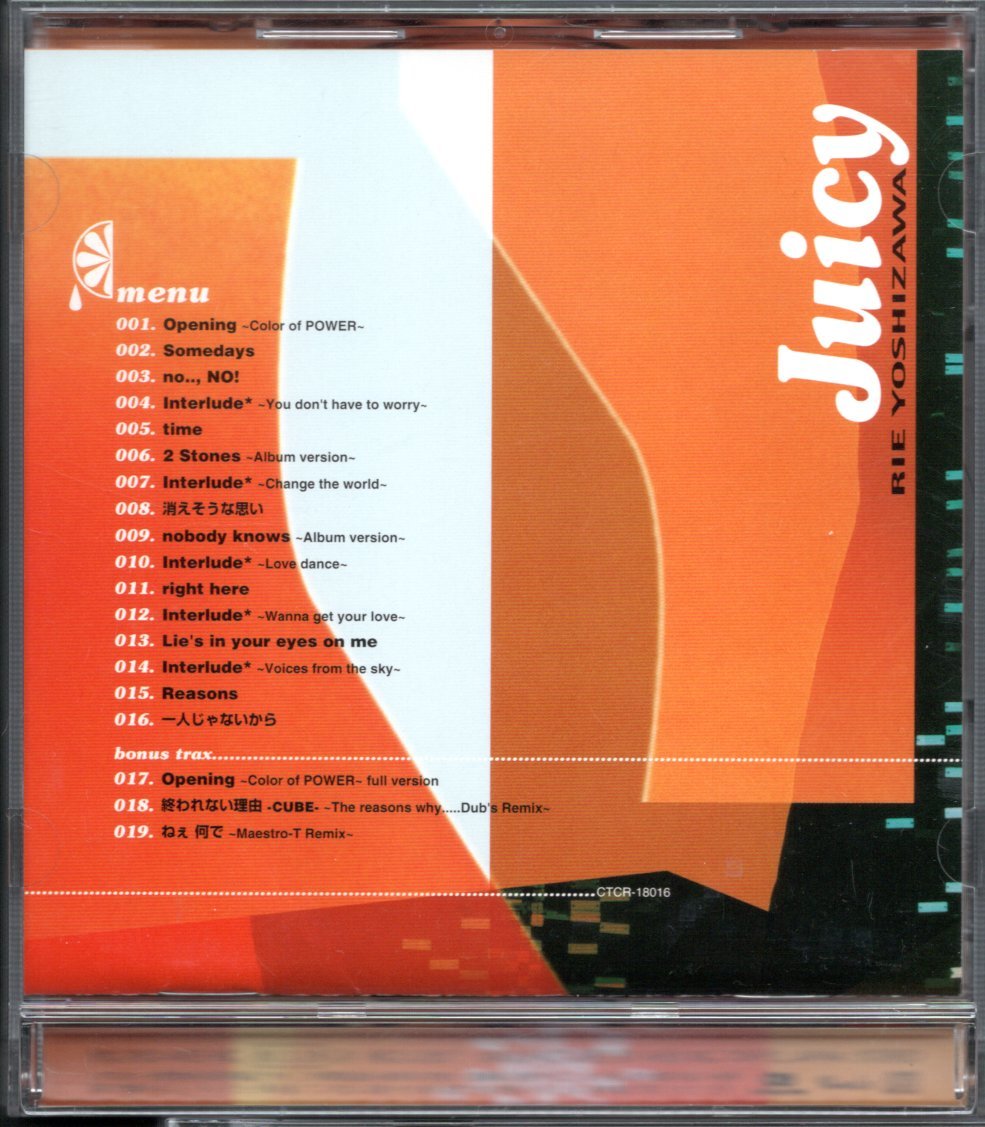 Juicy
RIE YOSHIZAWA
menu
001. Opening ~Color of POWER~
002. Somedays
003. no.., NO!
004. Interlude* ~You don't have to worry~
005. time
006. 2 Stones ~Album version~
007. Interlude* ~Change the world~
008. 消えそうな思い
009. nobody knows ~Album version~
010. Interlude* ~Love dance~
011. right here
012. Interlude* ~Wanna get your love~
013. Lie's in your eyes on me
014. Interlude* ~Voices from the sky~
015. Reasons
016. 一人じゃないから
bonus trax
017. Opening ~Color of POWER~ full version
018. 終われない理由 -CUBE- ~The reasons why.....Dub's Remix~
019. ねぇ 何で ~Maestro-T Remix~
CTCR-18016